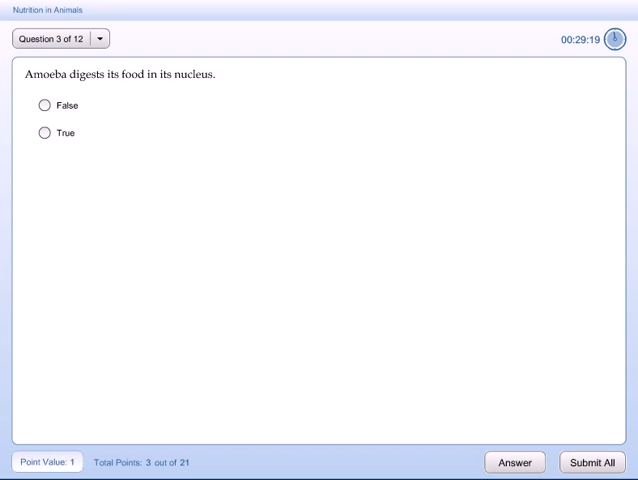 Nutrition in Animals
Question 3 of 12
00:29:19
Amoeba digests its food in its nucleus.
False
True
Point Value: 1
Total Points: 3 out of 21
Answer
Submit All